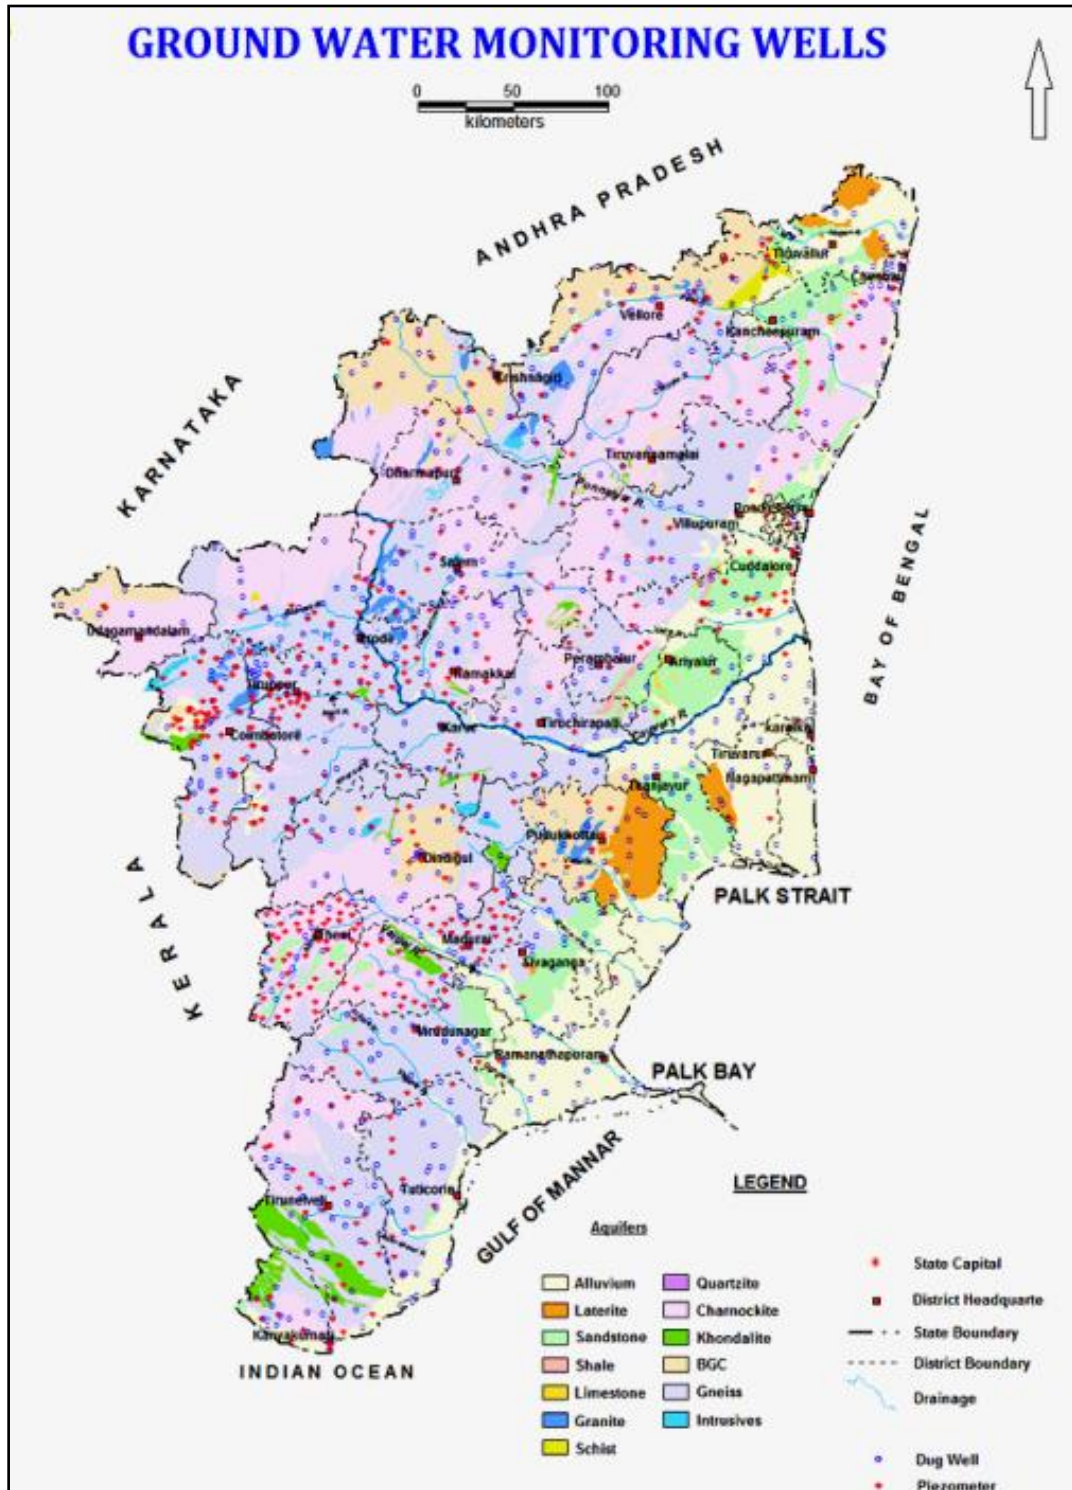 GROUND WATER MONITORING WELLS
0 50 100
kilometers
ANDHRA PRADESH
KARNATAKA
KERALA
BAY OF BENGAL
Tiruvallur
Vellore
Kancheepuram
Krishnagiri
Dharmapuri
Tiruvannamalai
Ponnaiyar R.
Villupuram
Cuddalore
Salem
Udagamandalam
Erode
Namakkal
Perambalur
Ariyalur
Tiruppur
Coimbatore
Karur
Tirochirapalli
Karaikal
Tiruvarur
Nagapattinam
Thanjavur
Pudukkottai
Dindigul
PALK STRAIT
Theni
Vaigai R.
Madurai
Sivaganga
Virudunagar
Ramanathapuram
PALK BAY
Tirunelveli
Tuticorin
GULF OF MANNAR
Kanyakumari
INDIAN OCEAN
LEGEND
Aquifers
Alluvium
Laterite
Sandstone
Shale
Limestone
Granite
Schist
Quartzite
Charnockite
Khondalite
BGC
Gneiss
Intrusives
State Capital
District Headquarte
State Boundary
District Boundary
Drainage
Dug Well
Piezometer